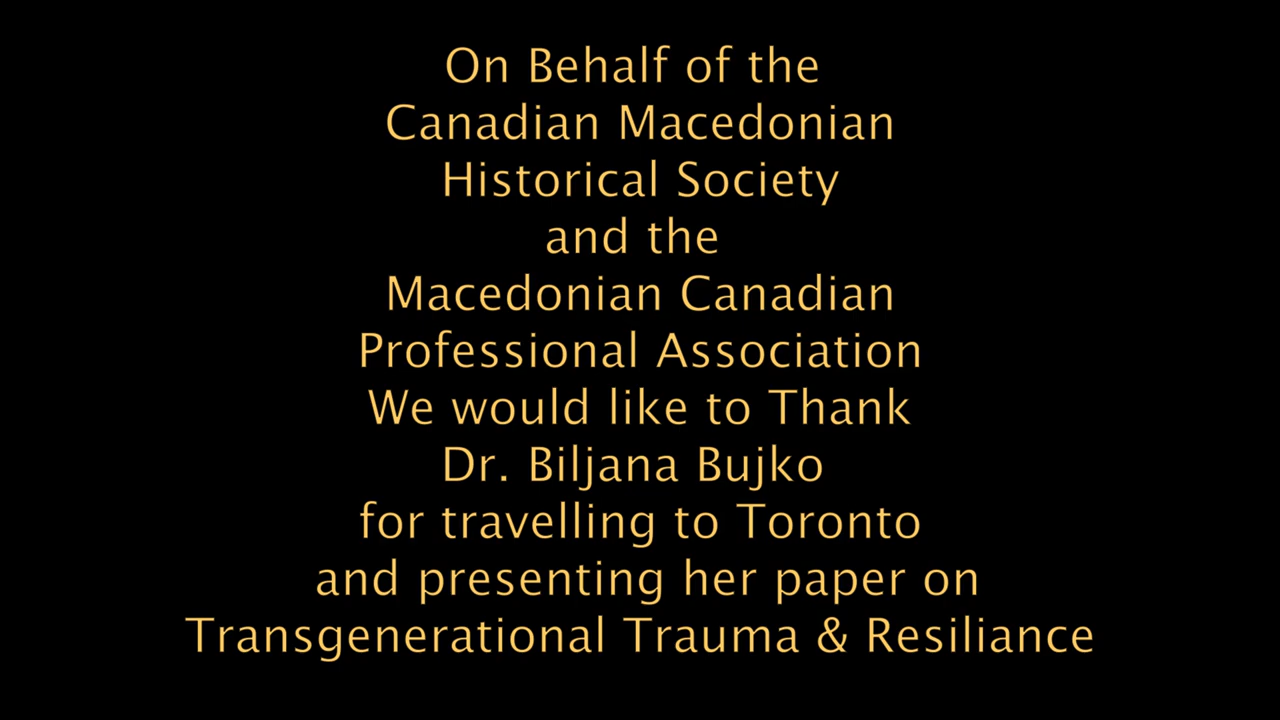 On Behalf of the
Canadian Macedonian
Historical Society
and the
Macedonian Canadian
Professional Association
We would like to Thank
Dr. Biljana Bujko
for travelling to Toronto
and presenting her paper on
Transgenerational Trauma & Resiliance